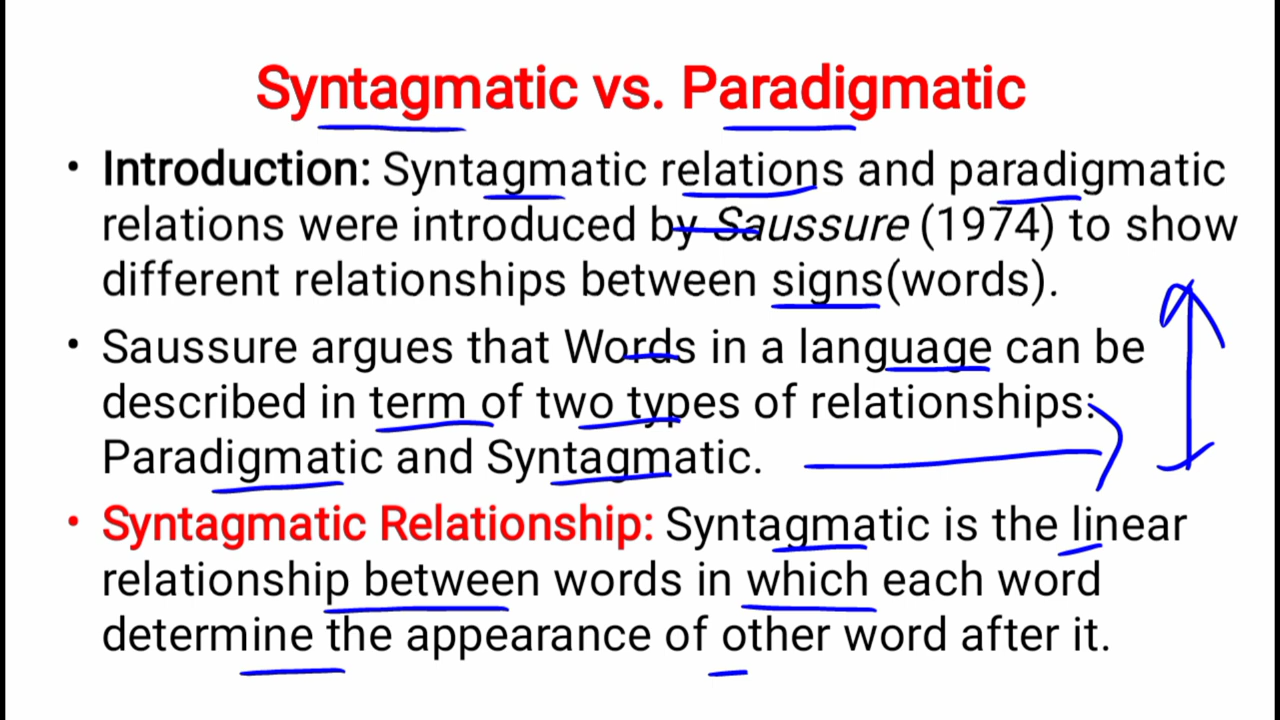 Syntagmatic vs. Paradigmatic
• Introduction: Syntagmatic relations and paradigmatic
relations were introduced by Saussure (1974) to show
different relationships between signs(words).
• Saussure argues that Words in a language can be
described in term of two types of relationships:
Paradigmatic and Syntagmatic.
• Syntagmatic Relationship: Syntagmatic is the linear
relationship between words in which each word
determine the appearance of other word after it.